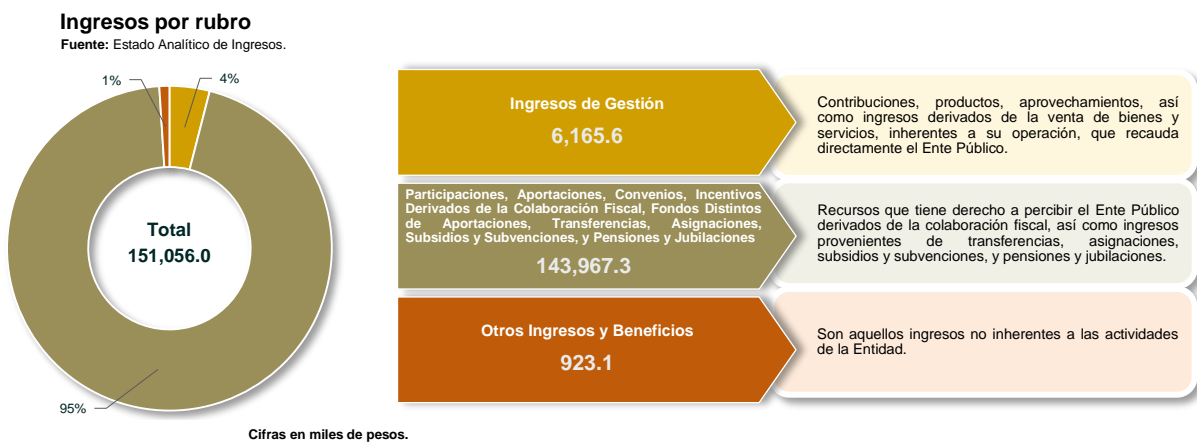 Ingresos por rubro
Fuente: Estado Analítico de Ingresos.
1%
4%
Total
151,056.0
95%
Ingresos de Gestión
6,165.6
Contribuciones, productos, aprovechamientos, así
como ingresos derivados de la venta de bienes y
servicios, inherentes a su operación, que recauda
directamente el Ente Público.
Participaciones, Aportaciones, Convenios, Incentivos
Derivados de la Colaboración Fiscal, Fondos Distintos
de Aportaciones, Transferencias, Asignaciones,
Subsidios y Subvenciones, y Pensiones y Jubilaciones
143,967.3
Recursos que tiene derecho a percibir el Ente Público
derivados de la colaboración fiscal, así como ingresos
provenientes de transferencias, asignaciones,
subsidios y subvenciones, y pensiones y jubilaciones.
Otros Ingresos y Beneficios
923.1
Son aquellos ingresos no inherentes a las actividades
de la Entidad.
Cifras en miles de pesos.